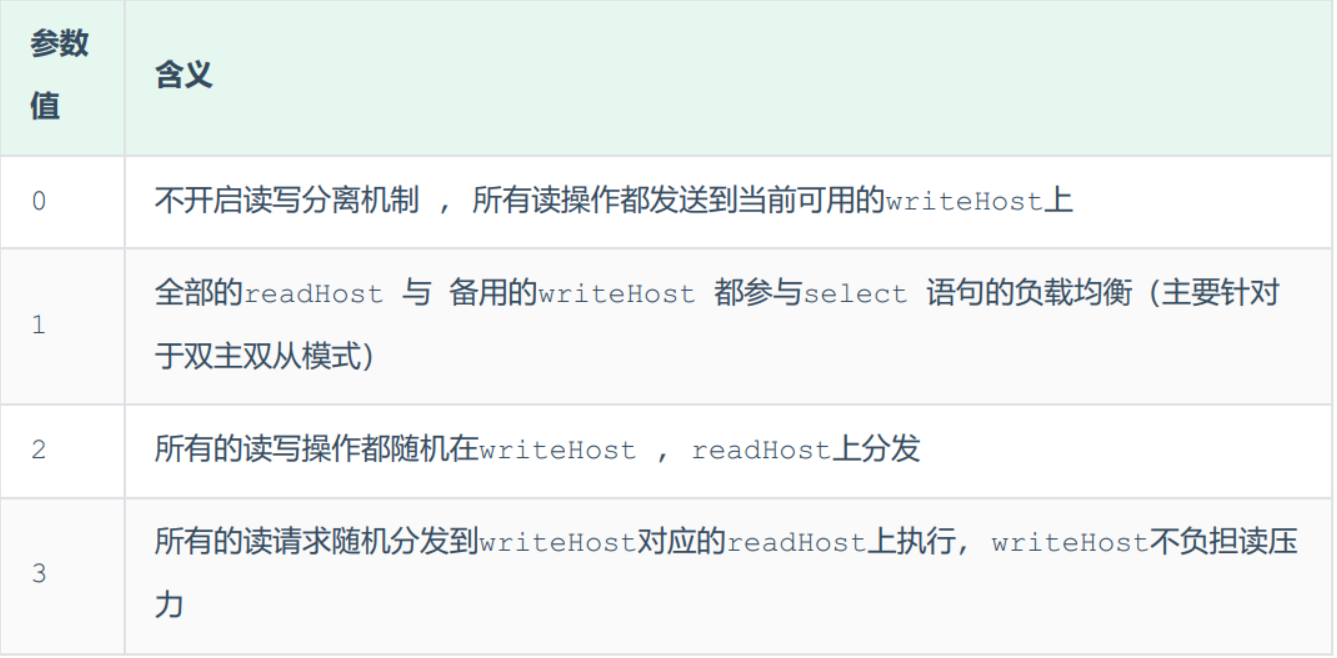 参数
值
含义
0
不开启读写分离机制 , 所有读操作都发送到当前可用的writeHost上
1
全部的readHost 与 备用的writeHost 都参与select 语句的负载均衡（主要针对
于双主双从模式）
2
所有的读写操作都随机在writeHost , readHost上分发
3
所有的读请求随机分发到writeHost对应的readHost上执行, writeHost不负担读压
力